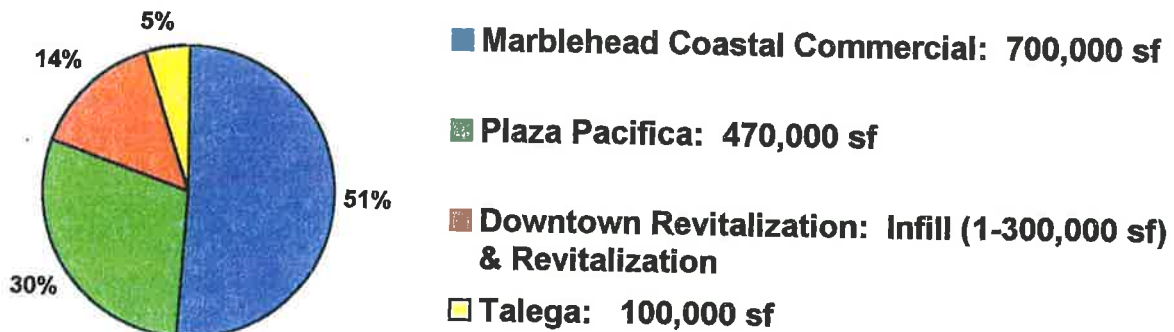 5%
14%
51%
30%
Marblehead Coastal Commercial: 700,000 sf
Plaza Pacifica: 470,000 sf
Downtown Revitalization: Infill (1-300,000 sf)
& Revitalization
Talega: 100,000 sf